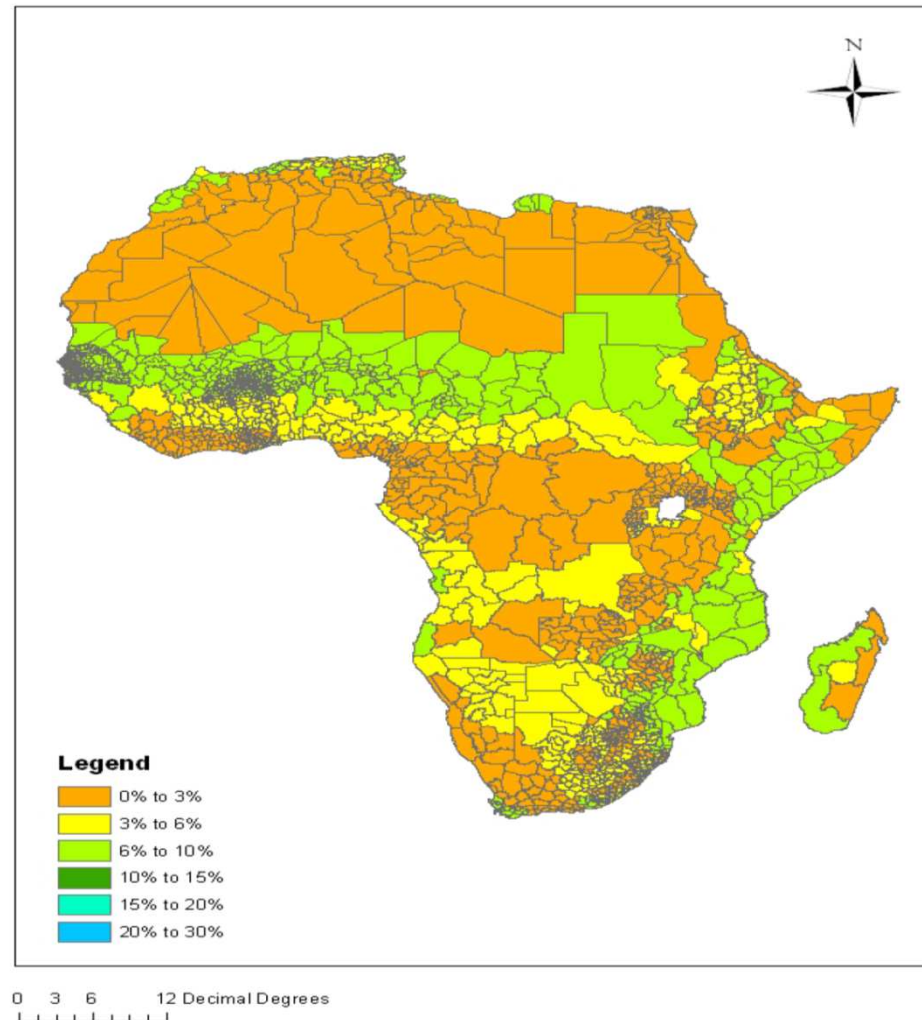 N
Legend
0% to 3%
3% to 6%
6% to 10%
10% to 15%
15% to 20%
20% to 30%
0 3 6 12 Decimal Degrees